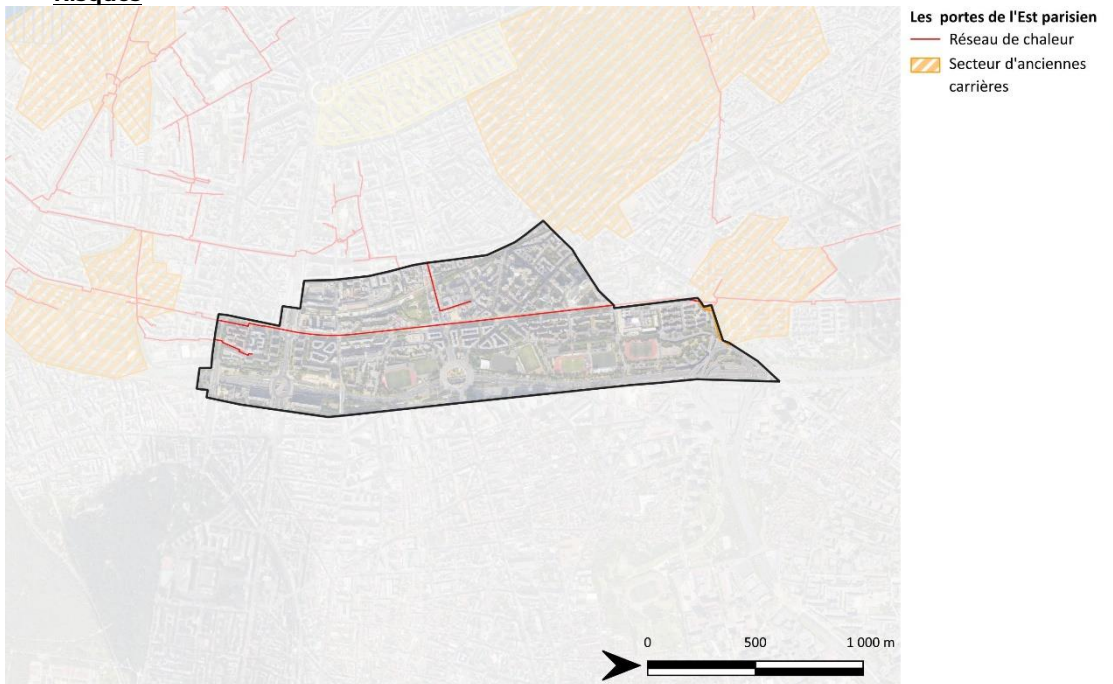 Risques
Les portes de l'Est parisien
Réseau de chaleur
Secteur d'anciennes
carrières
0 500 1 000 m